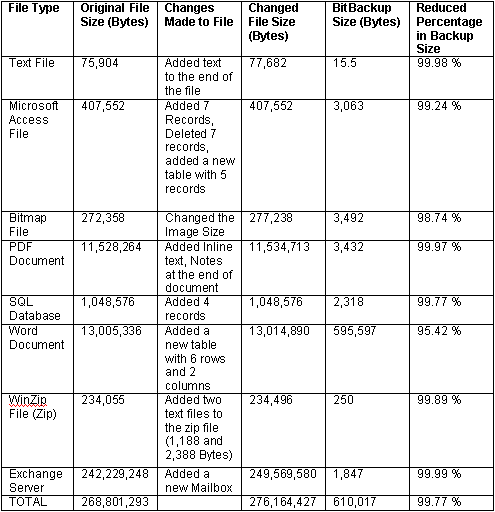 File Type Original File Size (Bytes) Changes Made to File Changed File Size (Bytes) BitBackup Size (Bytes) Reduced Percentage in Backup Size
Text File 75,904 Added text to the end of the file 77,682 15.5 99.98 %
Microsoft Access File 407,552 Added 7 Records, Deleted 7 records, added a new table with 5 records 407,552 3,063 99.24 %
Bitmap File 272,358 Changed the Image Size 277,238 3,492 98.74 %
PDF Document 11,528,264 Added Inline text, Notes at the end of document 11,534,713 3,432 99.97 %
SQL Database 1,048,576 Added 4 records 1,048,576 2,318 99.77 %
Word Document 13,005,336 Added a new table with 6 rows and 2 columns 13,014,890 595,597 95.42 %
WinZip File (Zip) 234,055 Added two text files to the zip file (1,188 and 2,388 Bytes) 234,496 250 99.89 %
Exchange Server 242,229,248 Added a new Mailbox 249,569,580 1,847 99.99 %
TOTAL 268,801,293 276,164,427 610,017 99.77 %